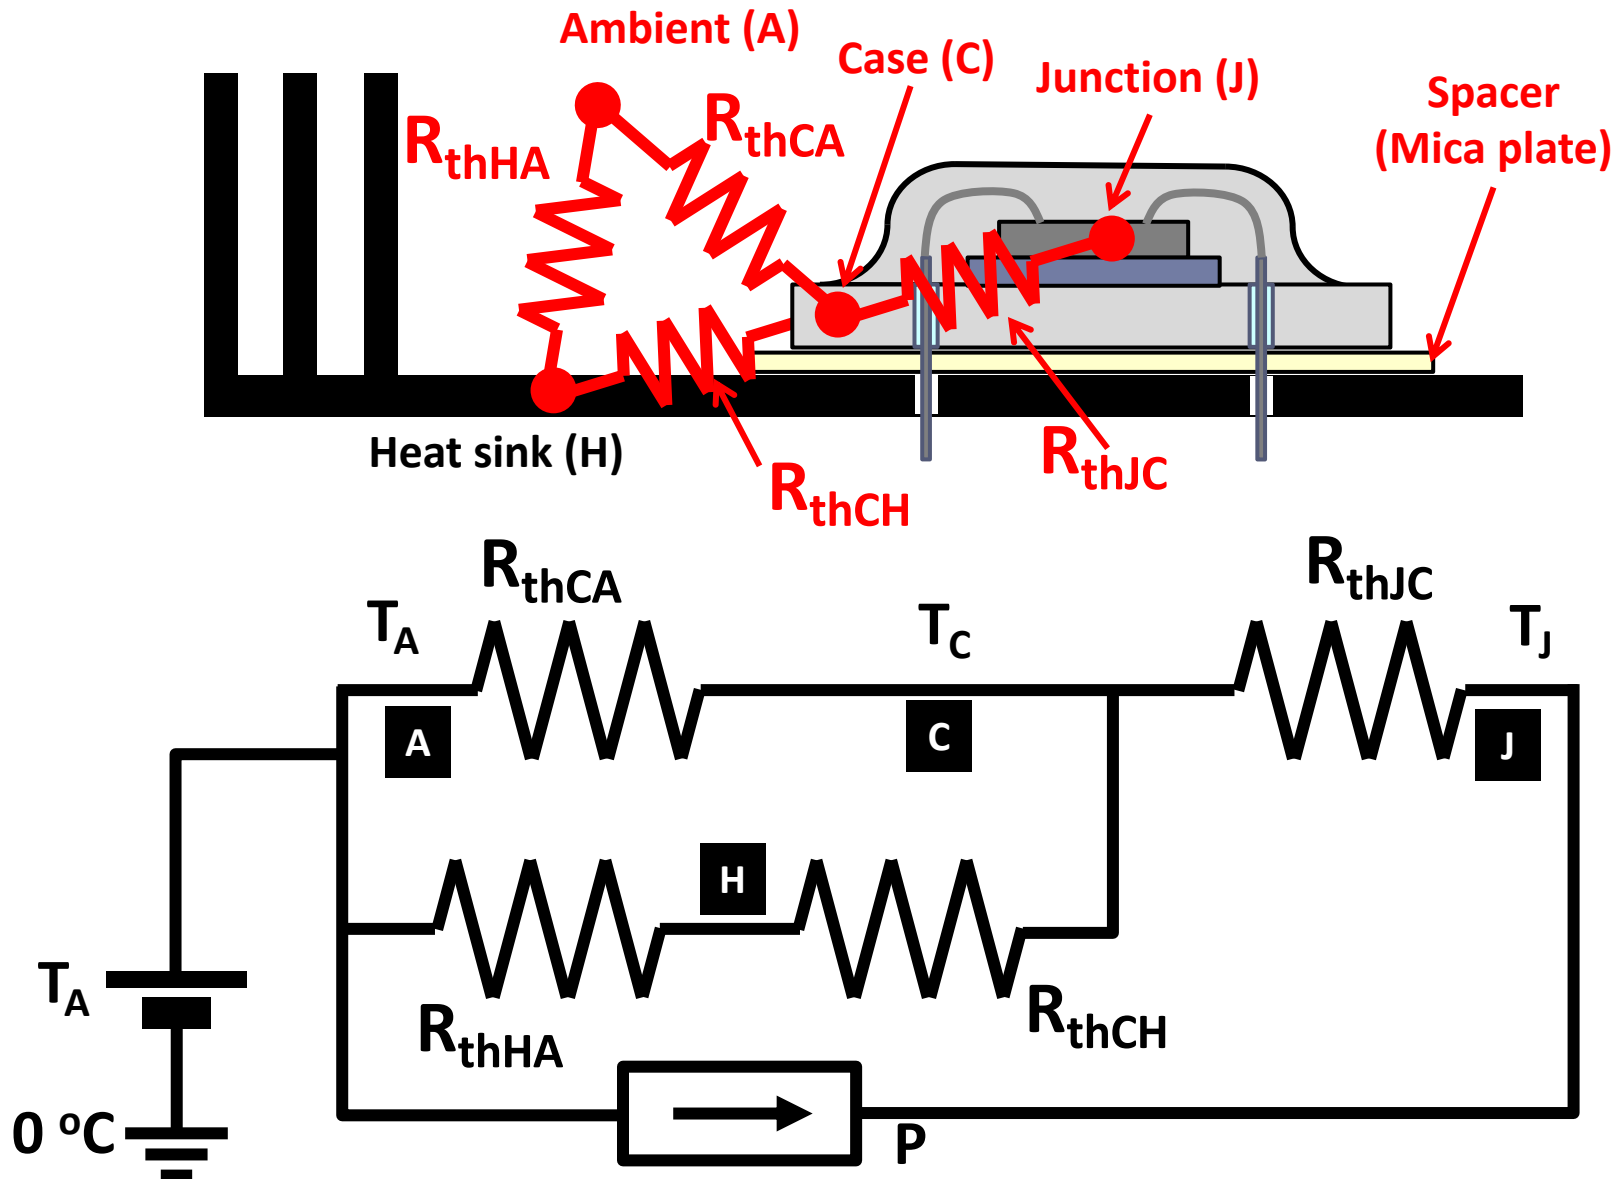 Ambient (A)
Case (C)
Junction (J)
Spacer
(Mica plate)
RthHA
RthCA
Heat sink (H)
RthCH
RthJC
RthCA
RthJC
TA
TC
TJ
A
C
J
H
TA
RthHA
RthCH
0 ºC
P